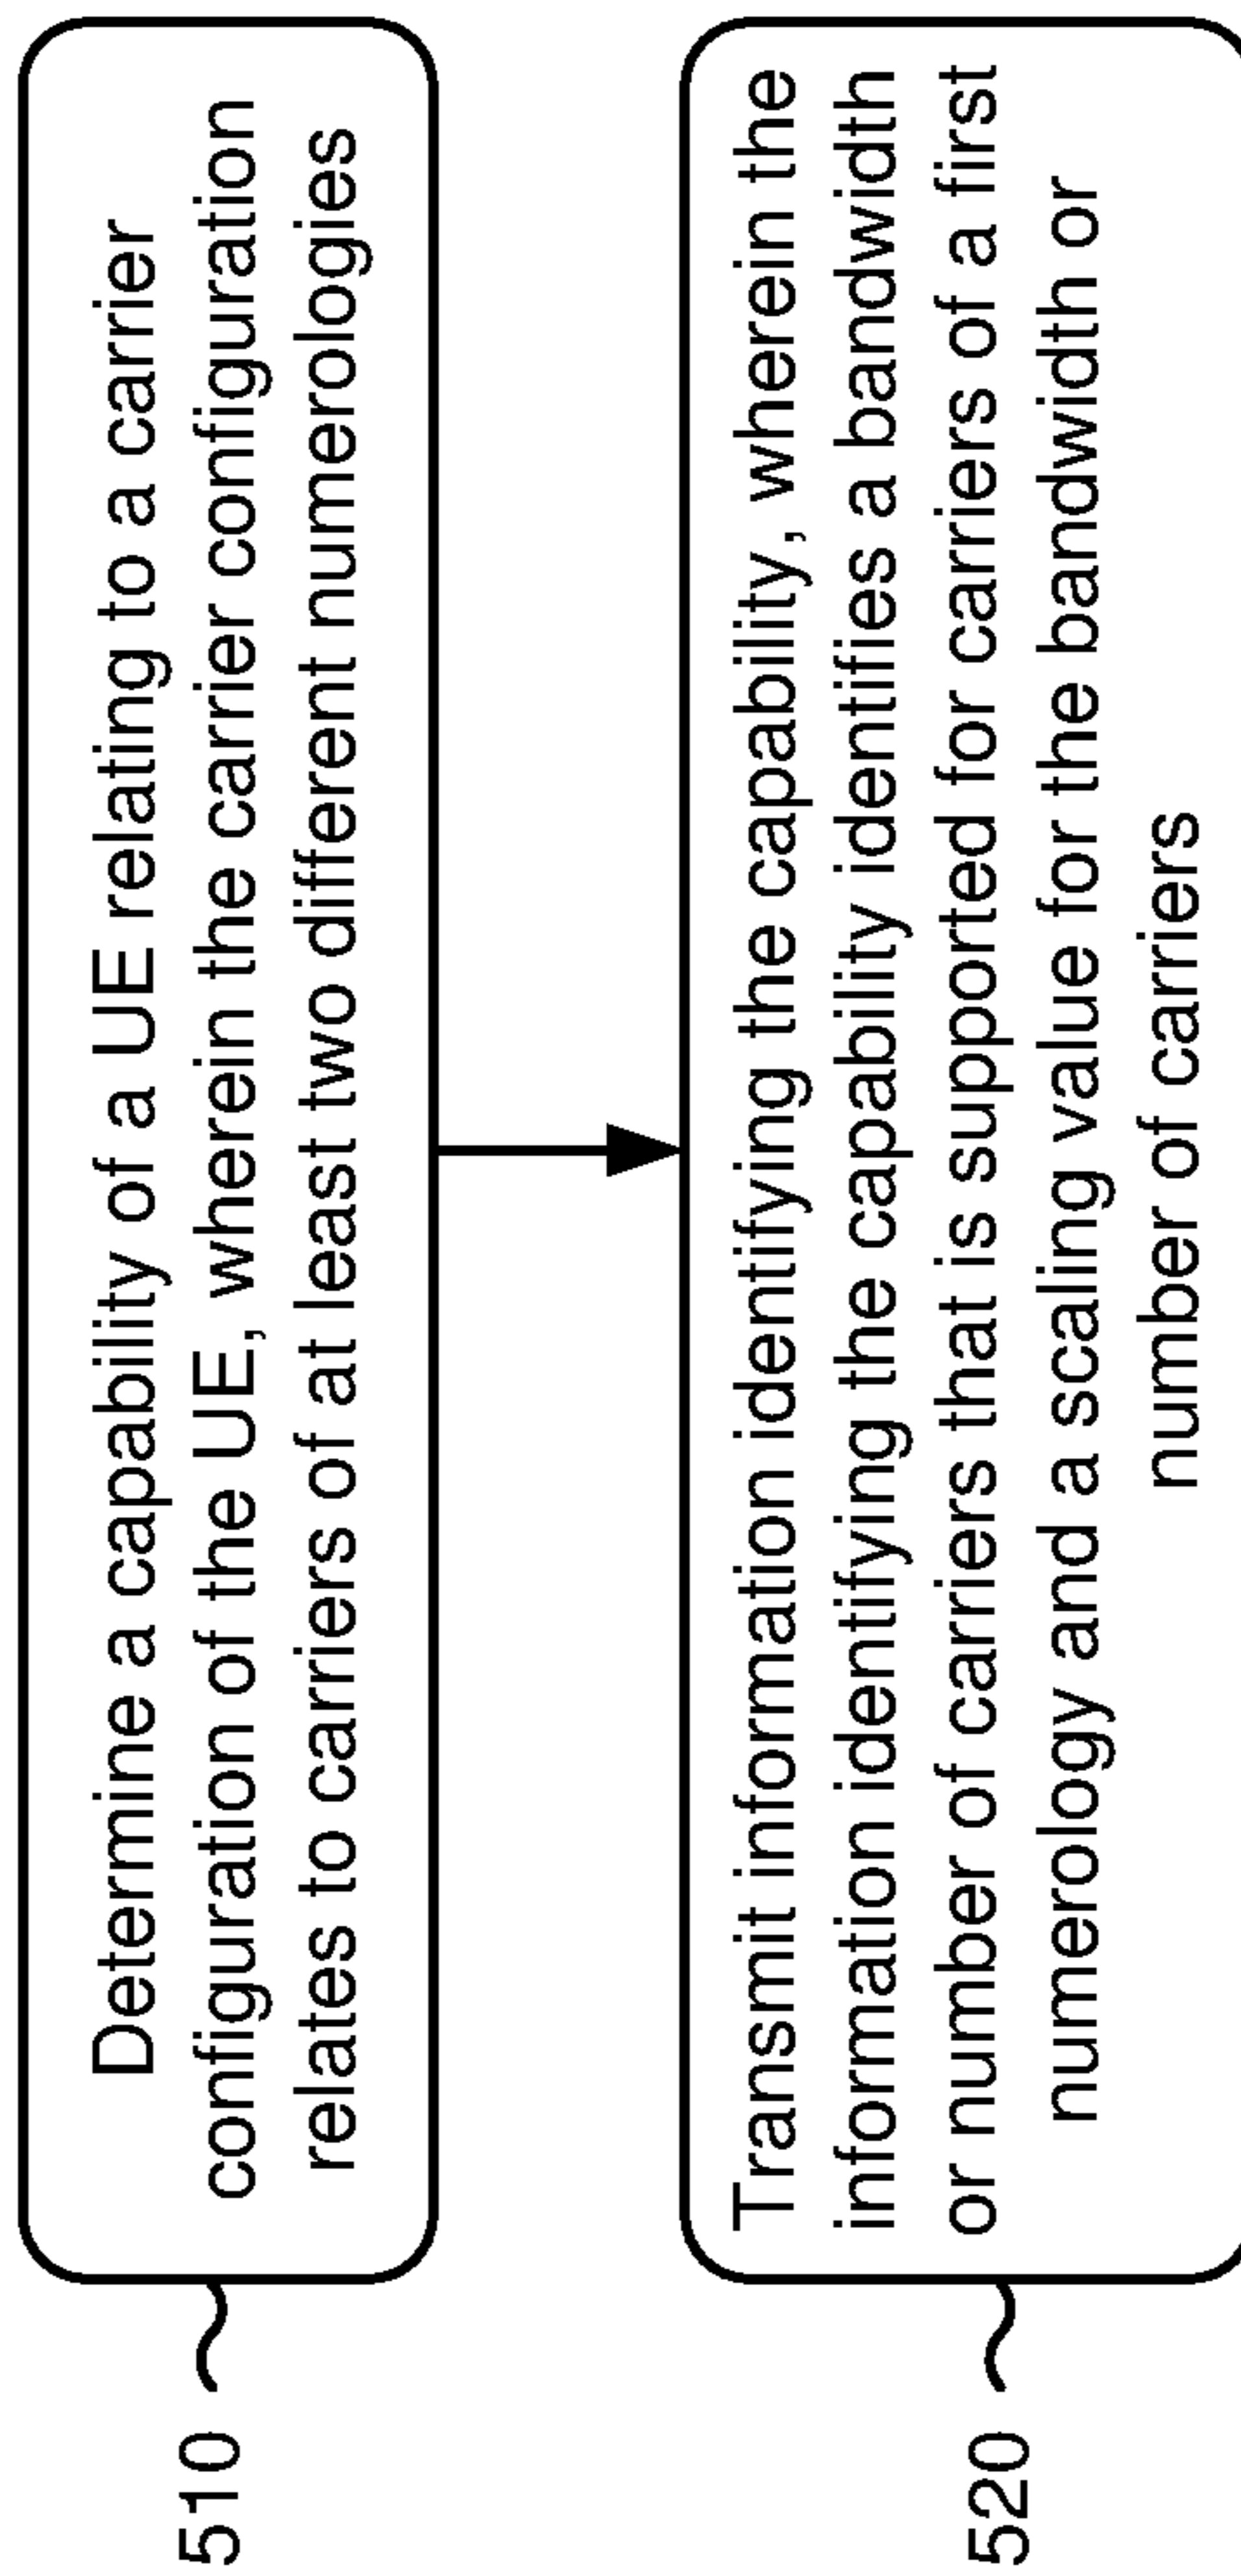 510
Determine a capability of a UE relating to a carrier
configuration of the UE, wherein the carrier configuration
relates to carriers of at least two different numerologies
520
Transmit information identifying the capability, wherein the
information identifying the capability identifies a bandwidth
or number of carriers that is supported for carriers of a first
numerology and a scaling value for the bandwidth or
number of carriers